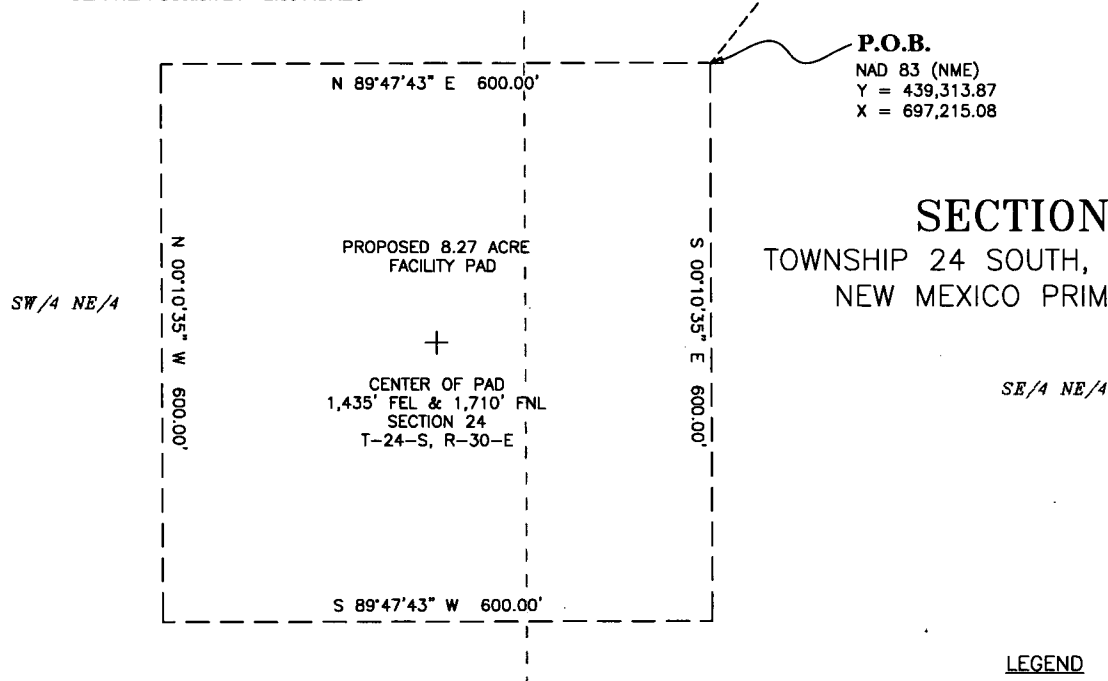 P.O.B.
NAD 83 (NME)
Y = 439,313.87
X = 697,215.08
N 89°47'43" E 600.00'
SECTION
TOWNSHIP 24 SOUTH,
NEW MEXICO PRIM
N 00°10'35" W 600.00'
PROPOSED 8.27 ACRE
FACILITY PAD
S 00°10'35" E 600.00'
SW/4 NE/4
CENTER OF PAD
1,435' FEL & 1,710' FNL
SECTION 24
T-24-S, R-30-E
SE/4 NE/4
S 89°47'43" W 600.00'
LEGEND